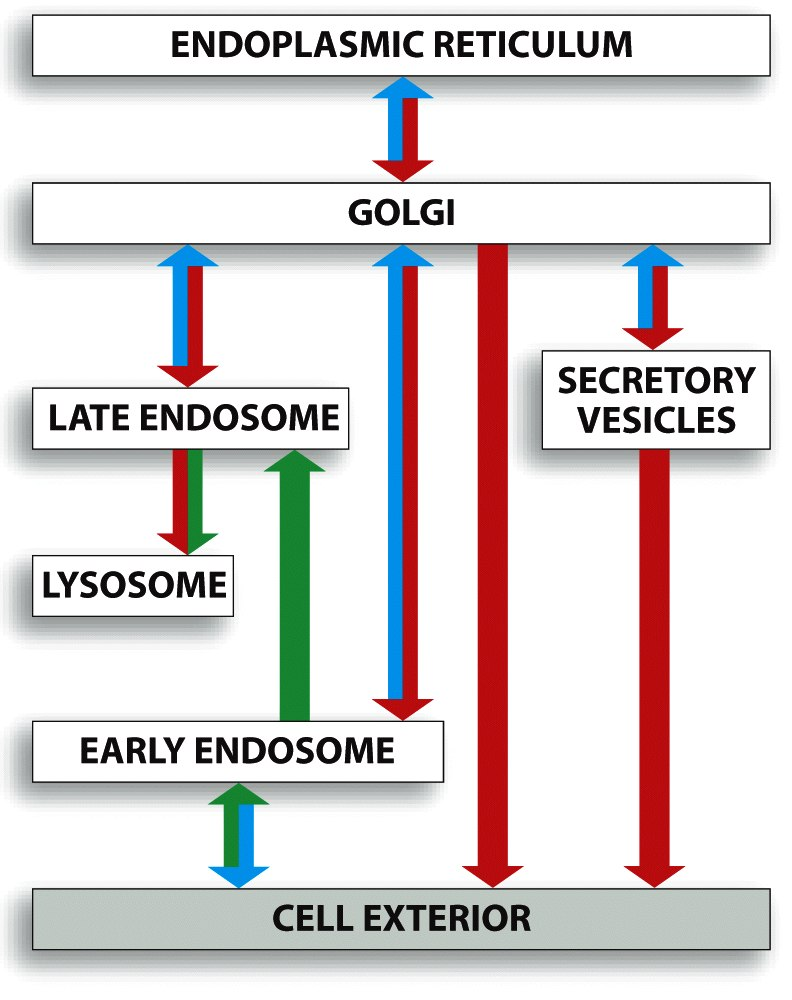 ENDOPLASMIC RETICULUM
GOLGI
LATE ENDOSOME
SECRETORY
VESICLES
LYSOSOME
EARLY ENDOSOME
CELL EXTERIOR